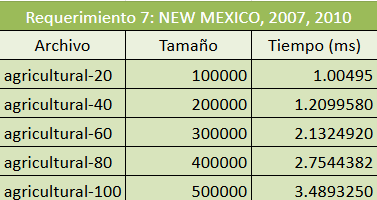 Requerimiento 7: NEW MEXICO, 2007, 2010
Archivo Tamaño Tiempo (ms)
agricultural-20 100000 1.00495
agricultural-40 200000 1.2099580
agricultural-60 300000 2.1324920
agricultural-80 400000 2.7544382
agricultural-100 500000 3.4893250